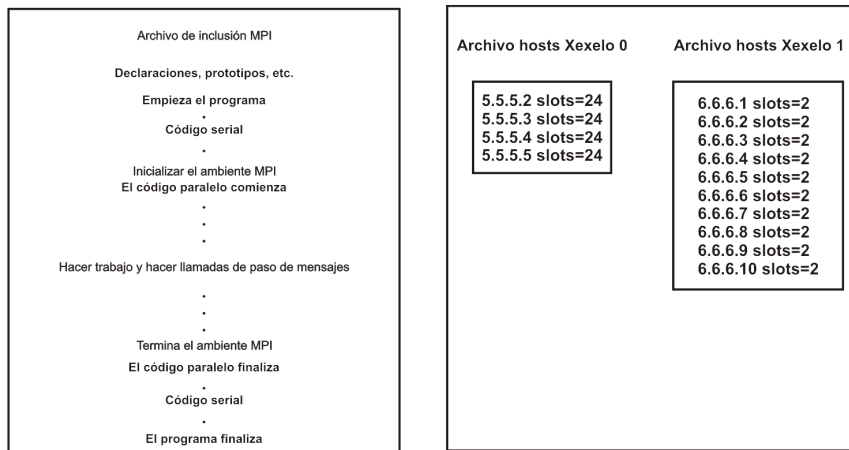 Archivo de inclusión MPI
Declaraciones, prototipos, etc.
Empieza el programa
.
Código serial
.
Inicializar el ambiente MPI
El código paralelo comienza
.
.
.
Hacer trabajo y hacer llamadas de paso de mensajes
.
.
.
Termina el ambiente MPI
El código paralelo finaliza
.
Código serial
.
El programa finaliza
Archivo hosts Xexelo 0
5.5.5.2 slots=24
5.5.5.3 slots=24
5.5.5.4 slots=24
5.5.5.5 slots=24
Archivo hosts Xexelo 1
6.6.6.1 slots=2
6.6.6.2 slots=2
6.6.6.3 slots=2
6.6.6.4 slots=2
6.6.6.5 slots=2
6.6.6.6 slots=2
6.6.6.7 slots=2
6.6.6.8 slots=2
6.6.6.9 slots=2
6.6.6.10 slots=2